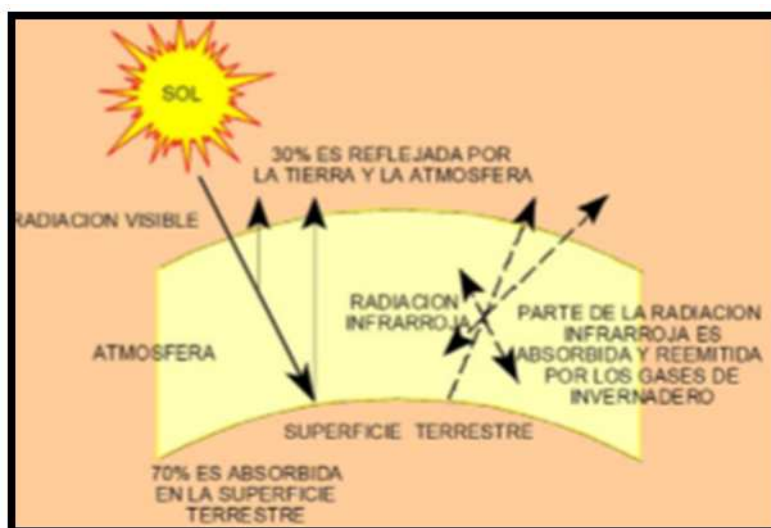 SOL
30% ES REFLEJADA POR
LA TIERRA Y LA ATMOSFERA
RADIACION VISIBLE
RADIACION
INFRARROJA
PARTE DE LA RADIACION
INFRARROJA ES
ABSORBIDA Y REEMITIDA
POR LOS GASES DE
INVERNADERO
ATMOSFERA
SUPERFICIE TERRESTRE
70% ES ABSORBIDA
EN LA SUPERFICIE
TERRESTRE